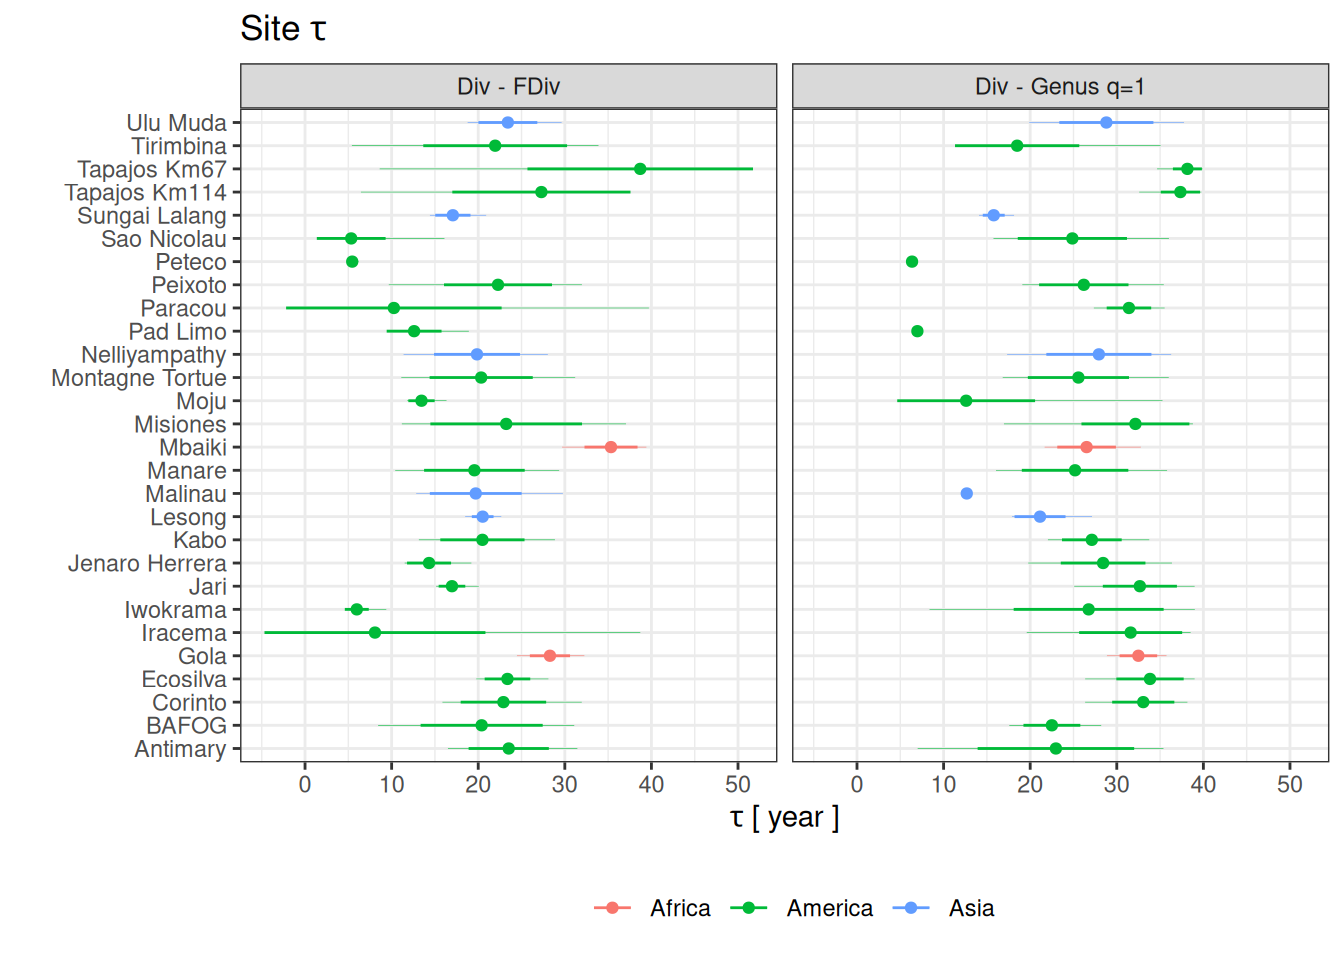 Site τ
Div - FDiv
Div - Genus q=1
Ulu Muda
Tirimbina
Tapajos Km67
Tapajos Km114
Sungai Lalang
Sao Nicolau
Peteco
Peixoto
Paracou
Pad Limo
Nelliyampathy
Montagne Tortue
Moju
Misiones
Mbaiki
Manare
Malinau
Lesong
Kabo
Jenaro Herrera
Jari
Iwokrama
Iracema
Gola
Ecosilva
Corinto
BAFOG
Antimary
0 10 20 30 40 50
0 10 20 30 40 50
τ [ year ]
Africa America Asia